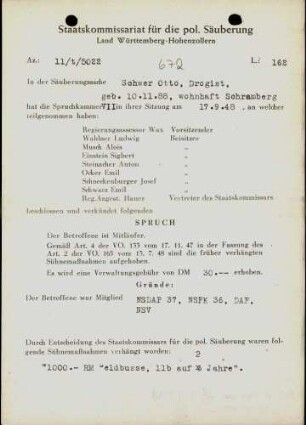 Staatskommissariat für die pol. Säuberung
Land Württemberg-Hohenzollern
Az.: 11/t/5022 672 L: 162
In der Säuberungssache Schwer Otto, Drogist,
geb. 10.11.88, wohnhaft Schramberg
hat die Spruchkammer VII in ihrer Sitzung am 17.9.48 , an welcher
teilgenommen haben:
Regierungsassessor Wax Vorsitzender
Waldner Ludwig Beisitzer
Munk Alois "
Einstein Sigbert "
Steinacher Anton "
Osker Emil "
Schneckenburger Josef "
Schwarz Emil "
Reg.Angest. Hauer Vertreter des Staatskommissars
beschlossen und verkündet folgenden
SPRUCH
Der Betroffene ist Mitläufer.
Gemäß Art. 4 der VO. 133 vom 17. 11. 47 in der Fassung des
Art. 2 der VO. 165 vom 13. 7. 48 sind die früher verhängten
Sühnemaßnahmen aufgehoben.
Es wird eine Verwaltungsgebühr von DM 30.-- erhoben.
Gründe:
Der Betroffene war Mitglied NSDAP 37, NSFK 36, DAF,
NSV
Durch Entscheidung des Staatskommissars für die pol. Säuberung waren fol-
gende Sühnemaßnahmen verhängt worden: 2
"1000.- RM Geldbusse, 11b auf Jahre".